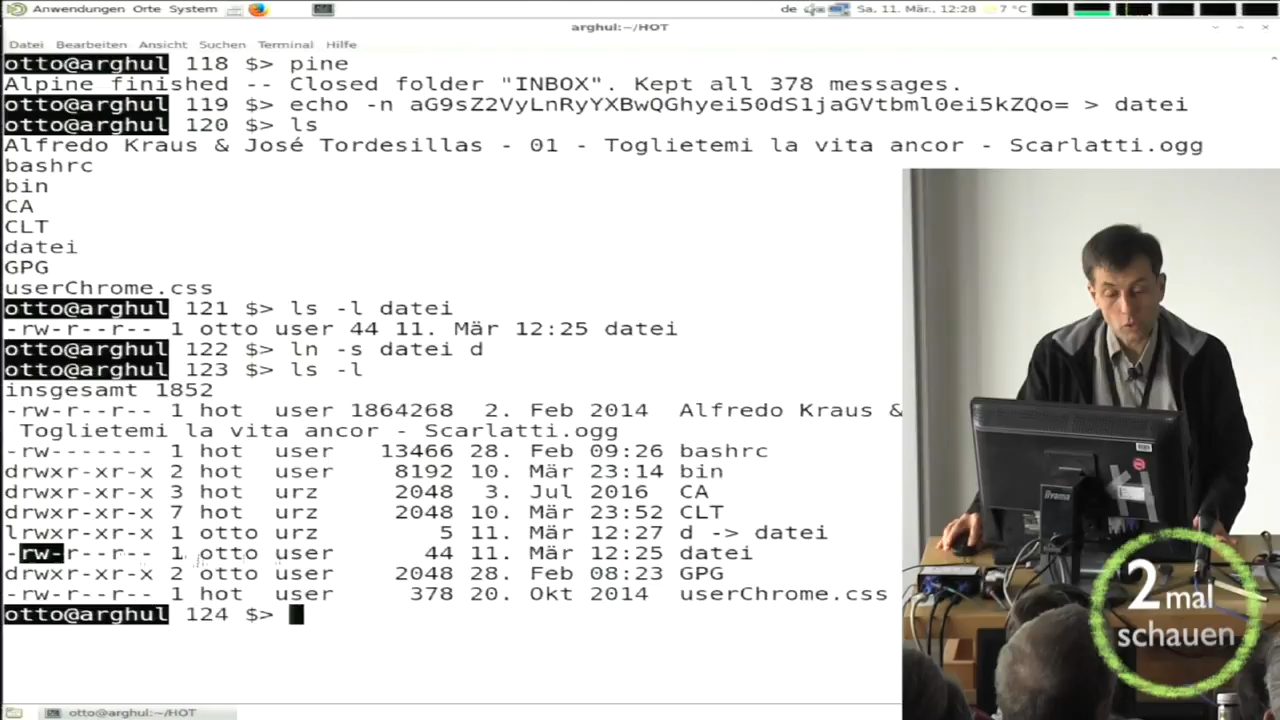 Anwendungen Orte System
de Sa, 11. Mär., 12:28 7 °C
arghul:~/HOT
Datei Bearbeiten Ansicht Suchen Terminal Hilfe
otto@arghul 118 $> pine
Alpine finished -- Closed folder "INBOX". Kept all 378 messages.
otto@arghul 119 $> echo -n aG9sZ2VyLnRyYXBwQGhyei50dS1jaGVtbml0ei5kZQo= > datei
otto@arghul 120 $> ls
Alfredo Kraus & José Tordesillas - 01 - Toglietemi la vita ancor - Scarlatti.ogg
bashrc
bin
CA
CLT
datei
GPG
userChrome.css
otto@arghul 121 $> ls -l datei
-rw-r--r-- 1 otto user 44 11. Mär 12:25 datei
otto@arghul 122 $> ln -s datei d
otto@arghul 123 $> ls -l
insgesamt 1852
-rw-r--r-- 1 hot user 1864268 2. Feb 2014 Alfredo Kraus &
Toglietemi la vita ancor - Scarlatti.ogg
-rw------- 1 hot user 13466 28. Feb 09:26 bashrc
drwxr-xr-x 2 hot user 8192 10. Mär 23:14 bin
drwxr-xr-x 3 hot urz 2048 3. Jul 2016 CA
drwxr-xr-x 7 hot urz 2048 10. Mär 23:52 CLT
lrwxr-xr-x 1 otto urz 5 11. Mär 12:27 d -> datei
-rw-r--r-- 1 otto user 44 11. Mär 12:25 datei
drwxr-xr-x 2 otto user 2048 28. Feb 08:23 GPG
-rw-r--r-- 1 hot user 378 20. Okt 2014 userChrome.css
otto@arghul 124 $>
otto@arghul:~/HOT
iiyama
2 mal
schauen